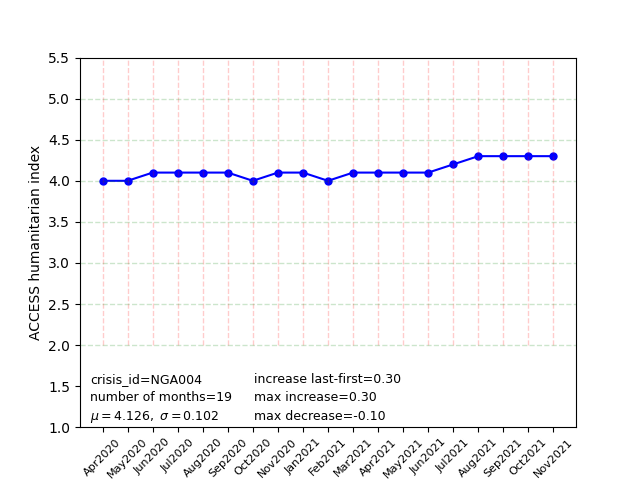 5.5
5.0
4.5
4.0
3.5
3.0
2.5
2.0
1.5
1.0
ACCESS humanitarian index
crisis_id=NGA004
increase last-first=0.30
number of months=19
max increase=0.30
μ = 4.126, σ = 0.102
max decrease=-0.10
Apr2020
May2020
Jun2020
Jul2020
Aug2020
Sep2020
Oct2020
Nov2020
Jan2021
Feb2021
Mar2021
Apr2021
May2021
Jun2021
Jul2021
Aug2021
Sep2021
Oct2021
Nov2021